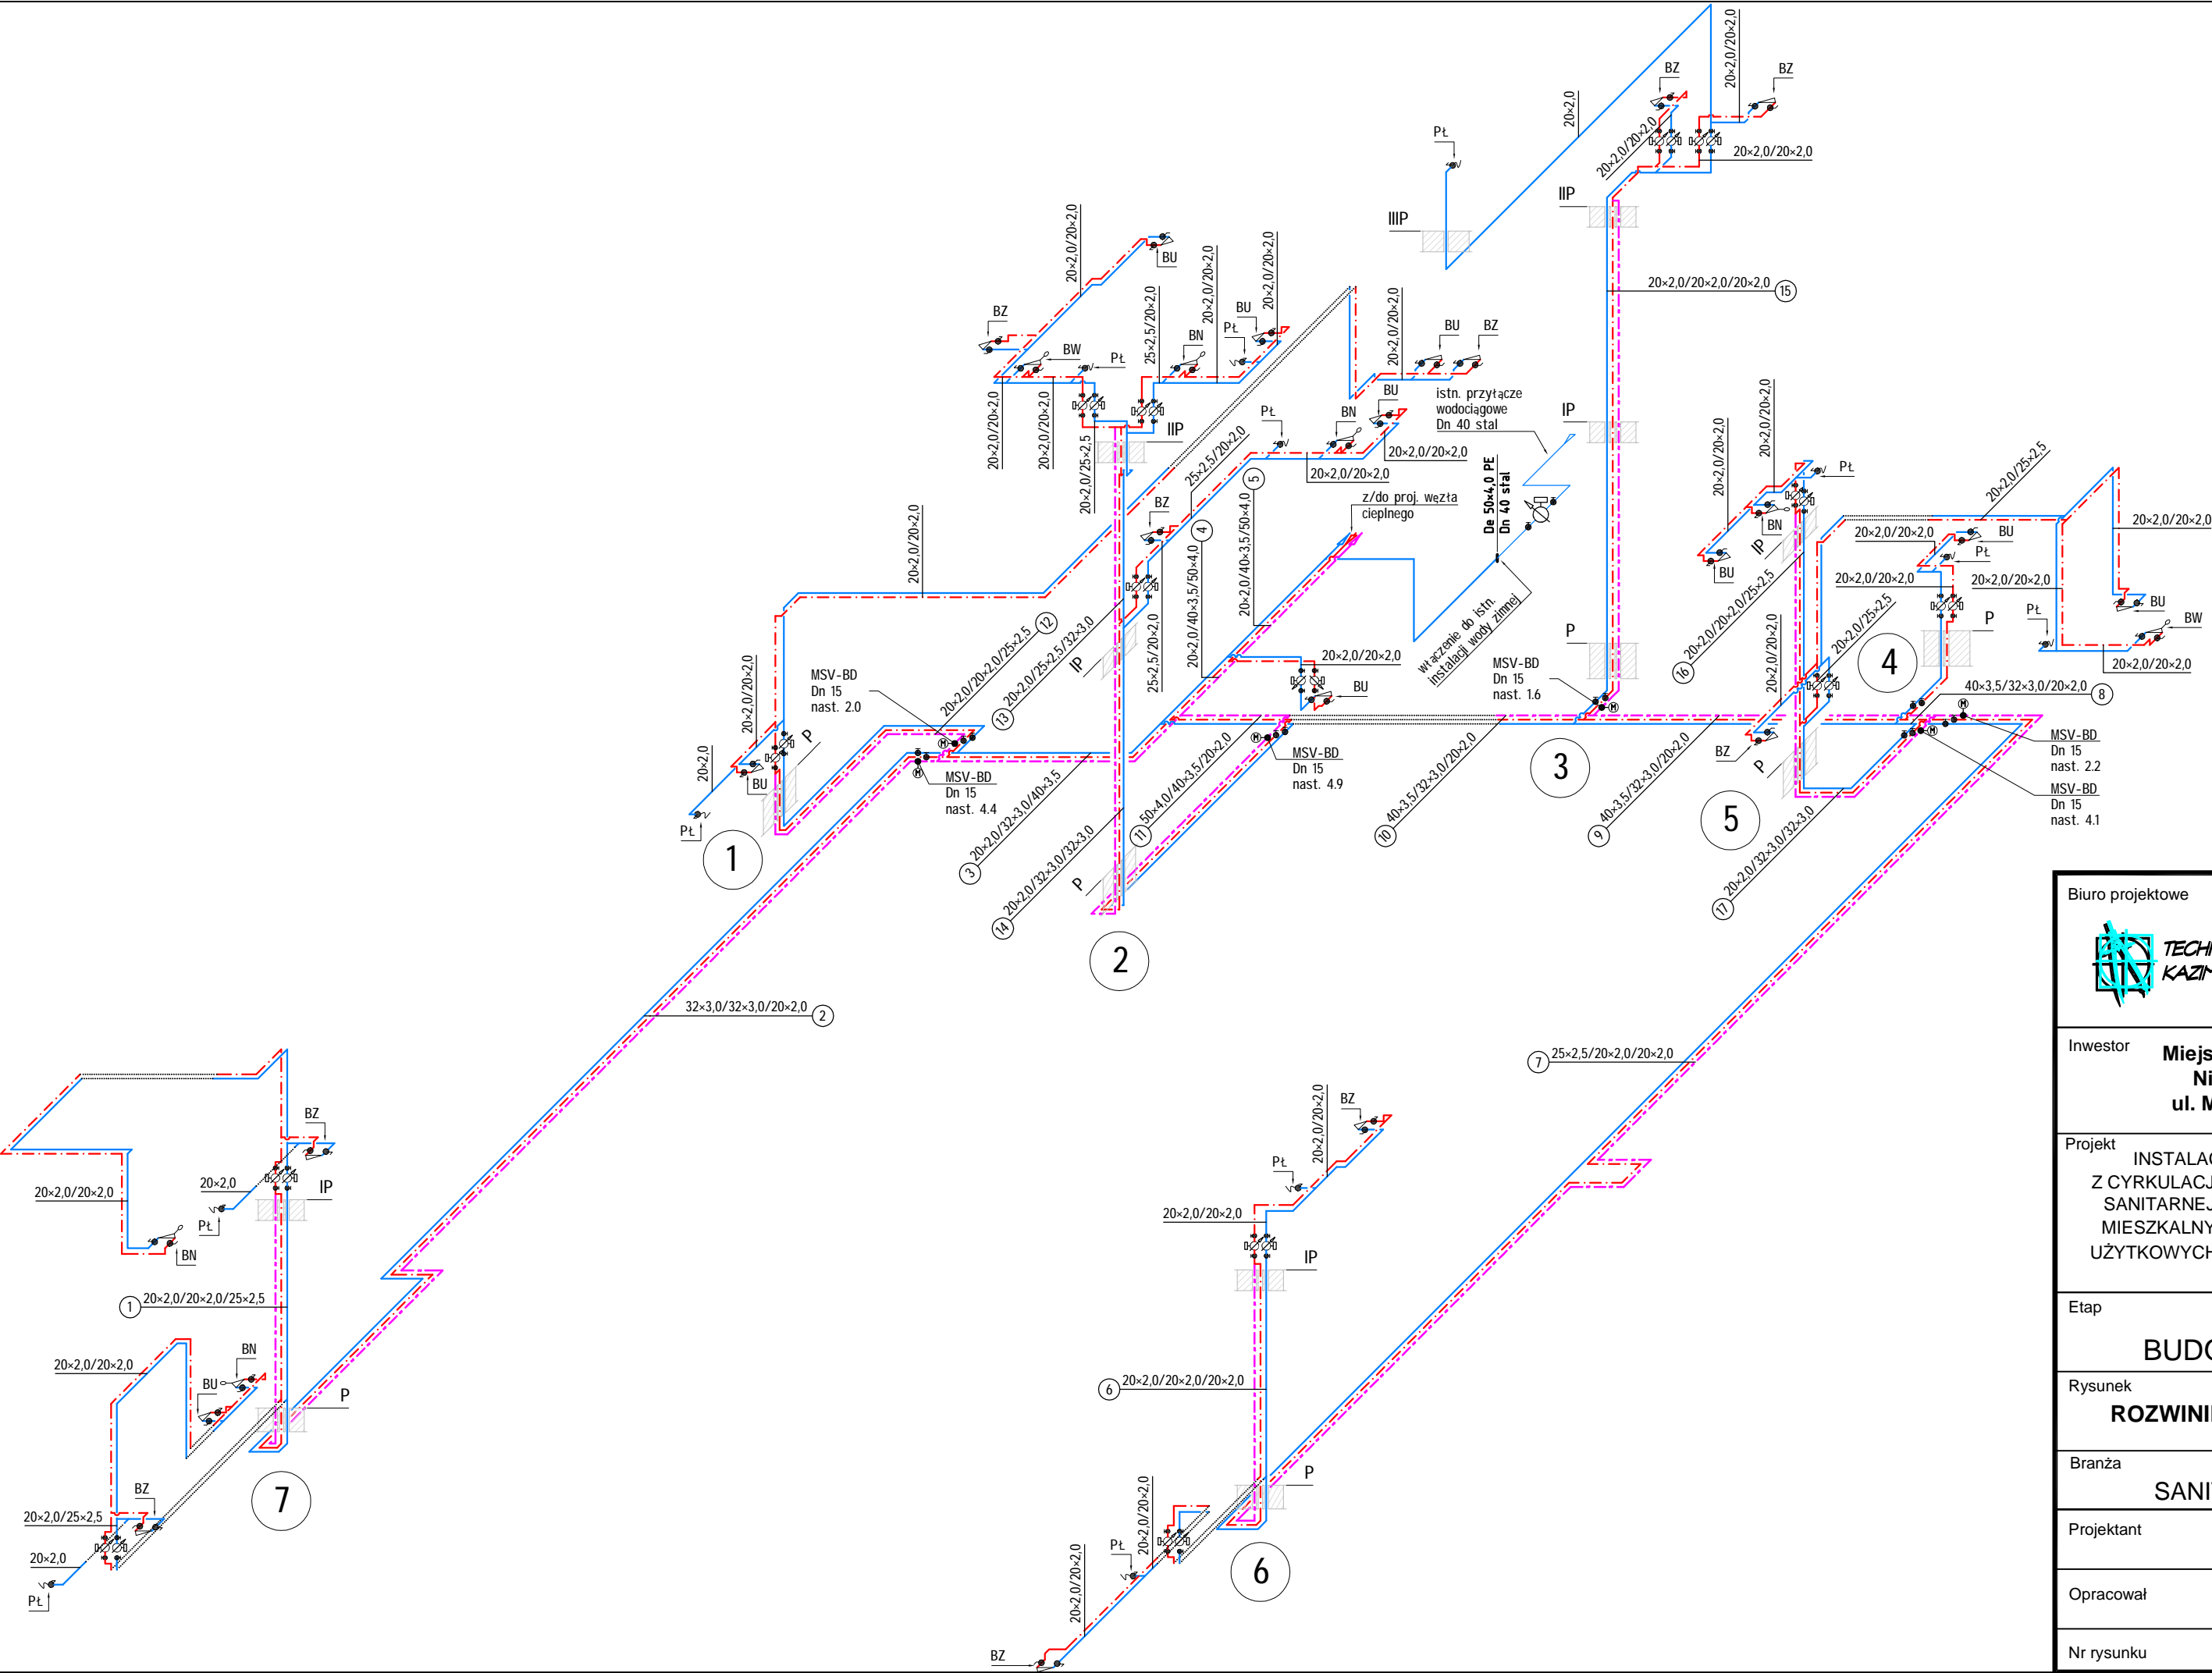 20×2,0/20×2,0
BZ
BZ
20×2,0
20×2,0/20×2,0
20×2,0/20×2,0
PŁ
IIP
IIIP
20×2,0/20×2,0/20×2,0 15
20×2,0/20×2,0
BU
BZ
BW
PŁ
20×2,0/20×2,0
20×2,0/20×2,0
20×2,0/25×2,5
25×2,5/20×2,0
20×2,0/20×2,0
20×2,0/20×2,0
BN
PŁ
BU
IIP
20×2,0/20×2,0
BU
BZ
istn. przyłącze
wodociągowe
Dn 40 stal
IP
PŁ
BN
BU
20×2,0/20×2,0
20×2,0/20×2,0
25×2,5/20×2,0
BZ
z/do proj. węzła
cieplnego
De 50×4,0 PE
Dn 40 stal
włączenie do istn.
instalacji wody zimnej
20×2,0/40×3,5/50×4,0 5
20×2,0/40×3,5/50×4,0 4
25×2,5/20×2,0
IP
20×2,0/20×2,0
20×2,0/20×2,0/25×2,5 12
13 20×2,0/25×2,5/32×3,0
20×2,0/20×2,0
20×2,0
MSV-BD
Dn 15
nast. 2.0
P
BU
PŁ
1
MSV-BD
Dn 15
nast. 4.4
3 20×2,0/32×3,0/40×3,5
14 20×2,0/32×3,0/32×3,0
P
2
11 50×4,0/40×3,5/20×2,0
MSV-BD
Dn 15
nast. 4.9
20×2,0/20×2,0
BU
10 40×3,5/32×3,0/20×2,0
P
MSV-BD
Dn 15
nast. 1.6
3
9 40×3,5/32×3,0/20×2,0
20×2,0/20×2,0
20×2,0/20×2,0
PŁ
BN
IP
BU
16 20×2,0/20×2,0/25×2,5
20×2,0/20×2,0
20×2,0/25×2,5
BZ
P
5
20×2,0/25×2,5
20×2,0/20×2,0
BU
PŁ
20×2,0/20×2,0
20×2,0/20×2,0
20×2,0/20×2,0
P
4
PŁ
BU
BW
20×2,0/20×2,0
40×3,5/32×3,0/20×2,0 8
MSV-BD
Dn 15
nast. 2.2
MSV-BD
Dn 15
nast. 4.1
17 20×2,0/32×3,0/32×3,0
32×3,0/32×3,0/20×2,0 2
7 25×2,5/20×2,0/20×2,0
BZ
20×2,0
PŁ
IP
20×2,0/20×2,0
BN
1 20×2,0/20×2,0/25×2,5
20×2,0/20×2,0
BN
BU
P
7
BZ
20×2,0/25×2,5
20×2,0
PŁ
20×2,0/20×2,0
BZ
PŁ
20×2,0/20×2,0
IP
6 20×2,0/20×2,0/20×2,0
P
6
20×2,0/20×2,0
PŁ
20×2,0/20×2,0
BZ
Biuro projektowe
TECH
KAZIM
Inwestor
Miejs
Ni
ul. M
Projekt
INSTALAC
Z CYRKULACJ
SANITARNEJ
MIESZKALNY
UŻYTKOWYCH
Etap
BUDO
Rysunek
ROZWINI
Branża
SANI
Projektant
Opracował
Nr rysunku